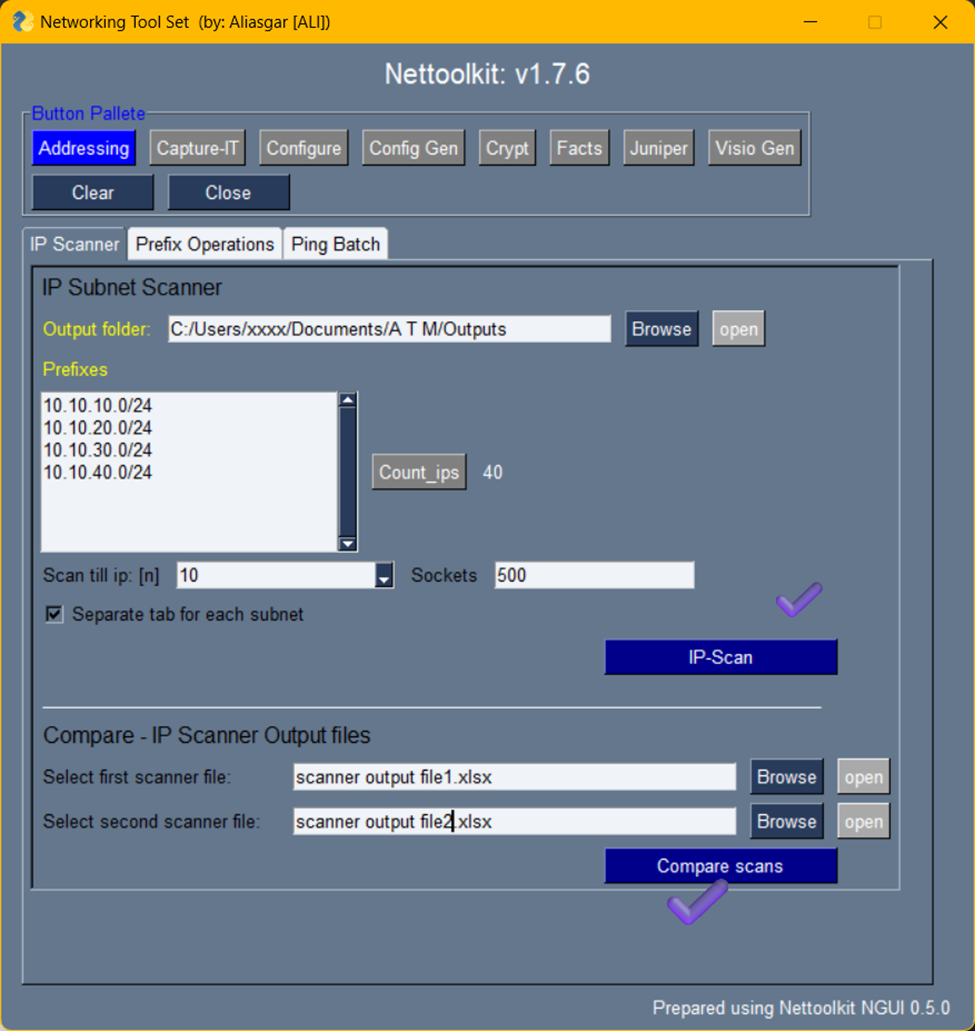 Networking Tool Set (by: Aliasgar [ALI])
Nettoolkit: v1.7.6
Button Pallete
Addressing Capture-IT Configure Config Gen Crypt Facts Juniper Visio Gen
Clear Close
IP Scanner Prefix Operations Ping Batch
IP Subnet Scanner
Output folder: C:/Users/xxxx/Documents/A T M/Outputs Browse open
Prefixes
10.10.10.0/24
10.10.20.0/24
10.10.30.0/24
10.10.40.0/24
Count_ips 40
Scan till ip: [n] 10 Sockets 500
Separate tab for each subnet
IP-Scan
Compare - IP Scanner Output files
Select first scanner file: scanner output file1.xlsx Browse open
Select second scanner file: scanner output file2.xlsx Browse open
Compare scans
Prepared using Nettoolkit NGUI 0.5.0